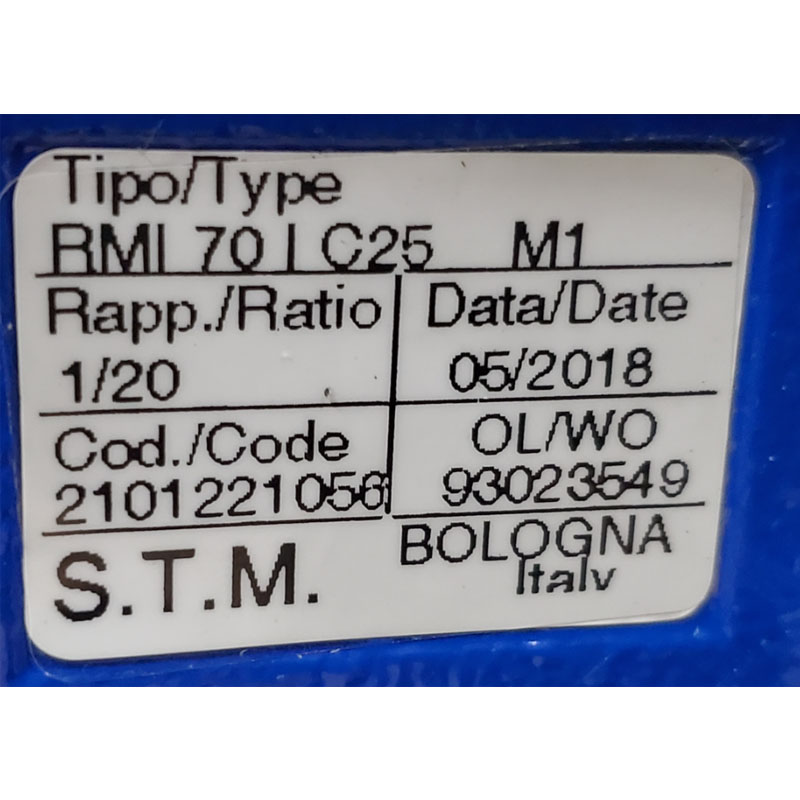 Tipo/Type
RMI 70 I C25 M1
Rapp./Ratio
1/20
Data/Date
05/2018
Cod./Code
2101221056
OL/WO
93023549
S.T.M.
BOLOGNA
Italy